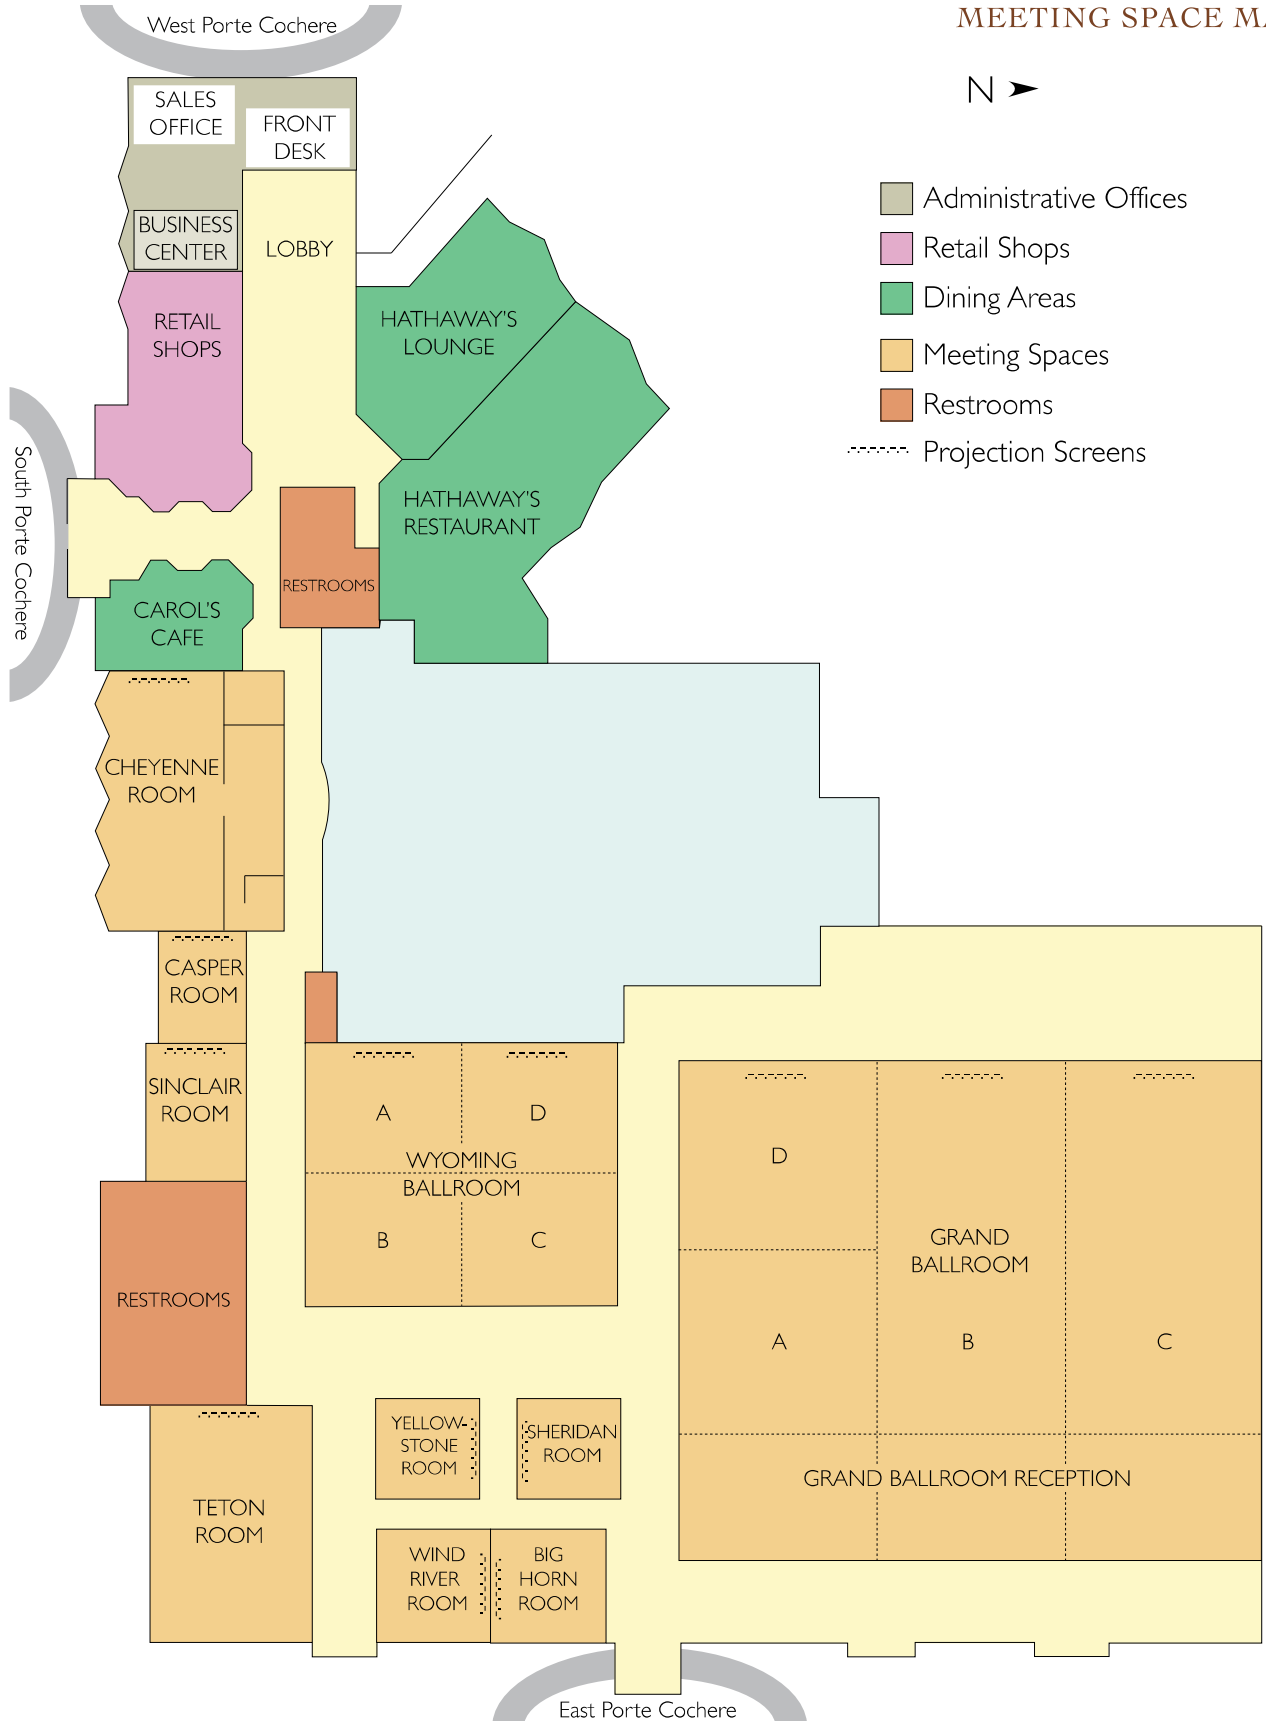 West Porte Cochere
MEETING SPACE MA
N
SALES
OFFICE
FRONT
DESK
BUSINESS
CENTER
LOBBY
Administrative Offices
Retail Shops
Dining Areas
Meeting Spaces
Restrooms
Projection Screens
RETAIL
SHOPS
HATHAWAY'S
LOUNGE
South Porte Cochere
HATHAWAY'S
RESTAURANT
RESTROOMS
CAROL'S
CAFE
CHEYENNE
ROOM
CASPER
ROOM
SINCLAIR
ROOM
A
D
WYOMING
BALLROOM
B
C
D
GRAND
BALLROOM
A
B
C
RESTROOMS
YELLOW-
STONE
ROOM
SHERIDAN
ROOM
GRAND BALLROOM RECEPTION
TETON
ROOM
WIND
RIVER
ROOM
BIG
HORN
ROOM
East Porte Cochere